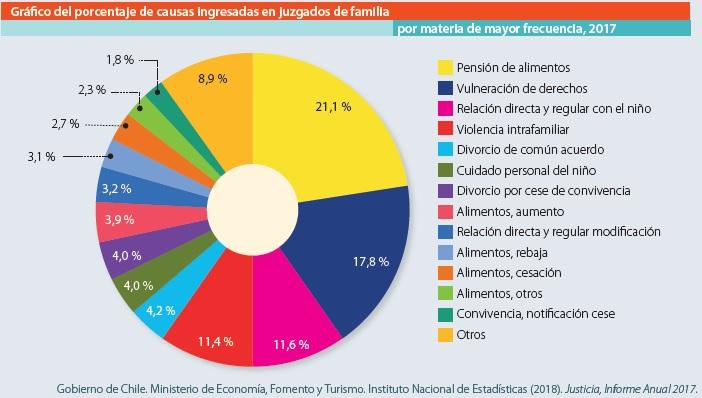 Gráfico del porcentaje de causas ingresadas en juzgados de familia
por materia de mayor frecuencia, 2017
1,8 %
8,9 %
2,3 %
21,1 %
2,7 %
3,1 %
3,2 %
3,9 %
4,0 %
17,8 %
4,0 %
4,2 %
11,4 %
11,6 %
Pensión de alimentos
Vulneración de derechos
Relación directa y regular con el niño
Violencia intrafamiliar
Divorcio de común acuerdo
Cuidado personal del niño
Divorcio por cese de convivencia
Alimentos, aumento
Relación directa y regular modificación
Alimentos, rebaja
Alimentos, cesación
Alimentos, otros
Convivencia, notificación cese
Otros
Gobierno de Chile. Ministerio de Economía, Fomento y Turismo. Instituto Nacional de Estadísticas (2018). Justicia, Informe Anual 2017.